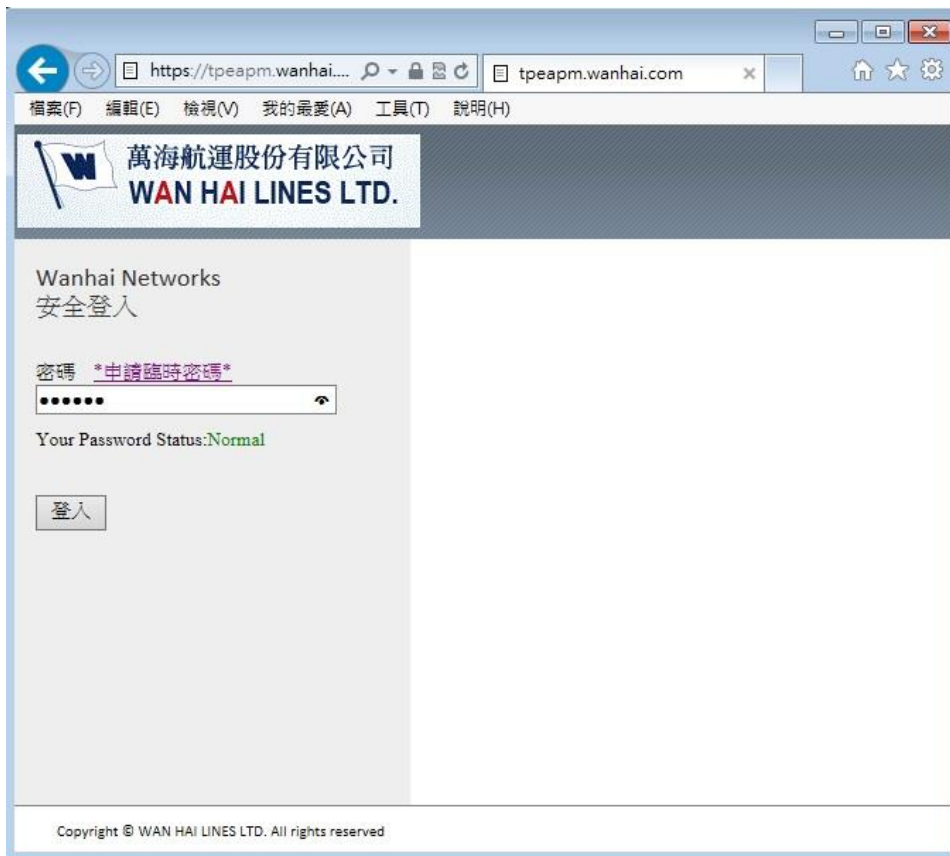 https://tpeapm.wanhai....
tpeapm.wanhai.com
檔案(F) 編輯(E) 檢視(V) 我的最愛(A) 工具(T) 說明(H)
W
萬海航運股份有限公司
WAN HAI LINES LTD.
Wanhai Networks
安全登入
密碼 *申請臨時密碼*
••••••
Your Password Status:Normal
登入
Copyright © WAN HAI LINES LTD. All rights reserved